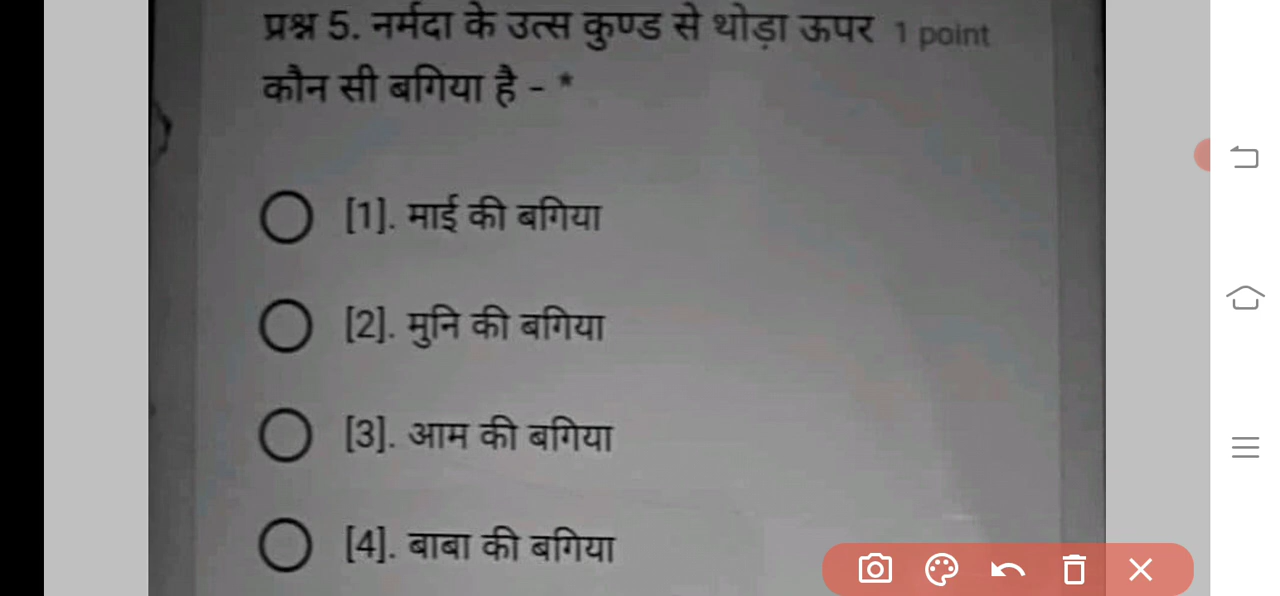 प्रश्न 5. नर्मदा के उत्स कुण्ड से थोड़ा ऊपर 1 point
कौन सी बगिया है - *
[1]. माई की बगिया
[2]. मुनि की बगिया
[3]. आम की बगिया
[4]. बाबा की बगिया